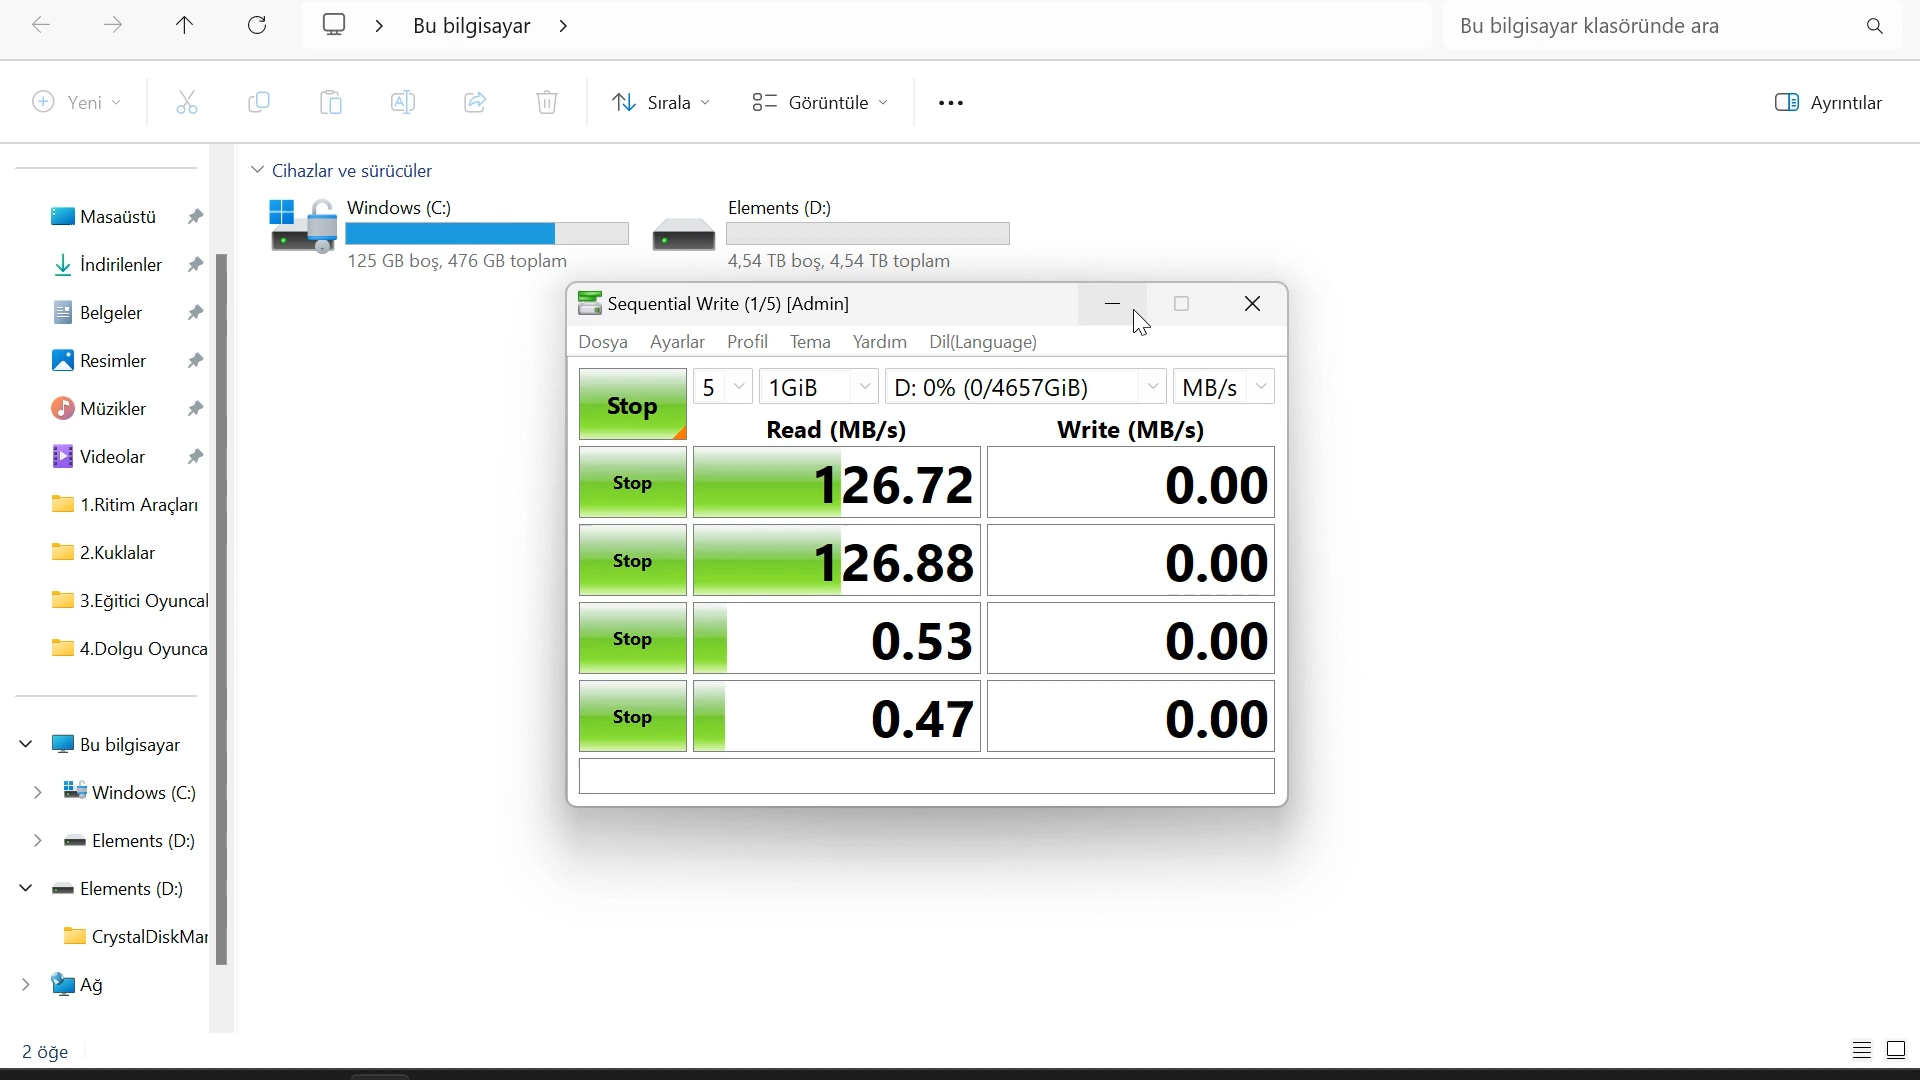 Bu bilgisayar
Bu bilgisayar klasöründe ara
Yeni
Sırala
Görüntüle
Ayrıntılar
Cihazlar ve sürücüler
Windows (C:)
125 GB boş, 476 GB toplam
Elements (D:)
4,54 TB boş, 4,54 TB toplam
Masaüstü
İndirilenler
Belgeler
Resimler
Müzikler
Videolar
1.Ritim Araçları
2.Kuklalar
3.Eğitici Oyuncal
4.Dolgu Oyunca
Bu bilgisayar
Windows (C:)
Elements (D:)
Elements (D:)
CrystalDiskMar
Ağ
2 öğe
Sequential Write (1/5) [Admin]
Dosya Ayarlar Profil Tema Yardım Dil(Language)
Stop 5 1GiB D: 0% (0/4657GiB) MB/s
Read (MB/s) Write (MB/s)
Stop 126.72 0.00
Stop 126.88 0.00
Stop 0.53 0.00
Stop 0.47 0.00